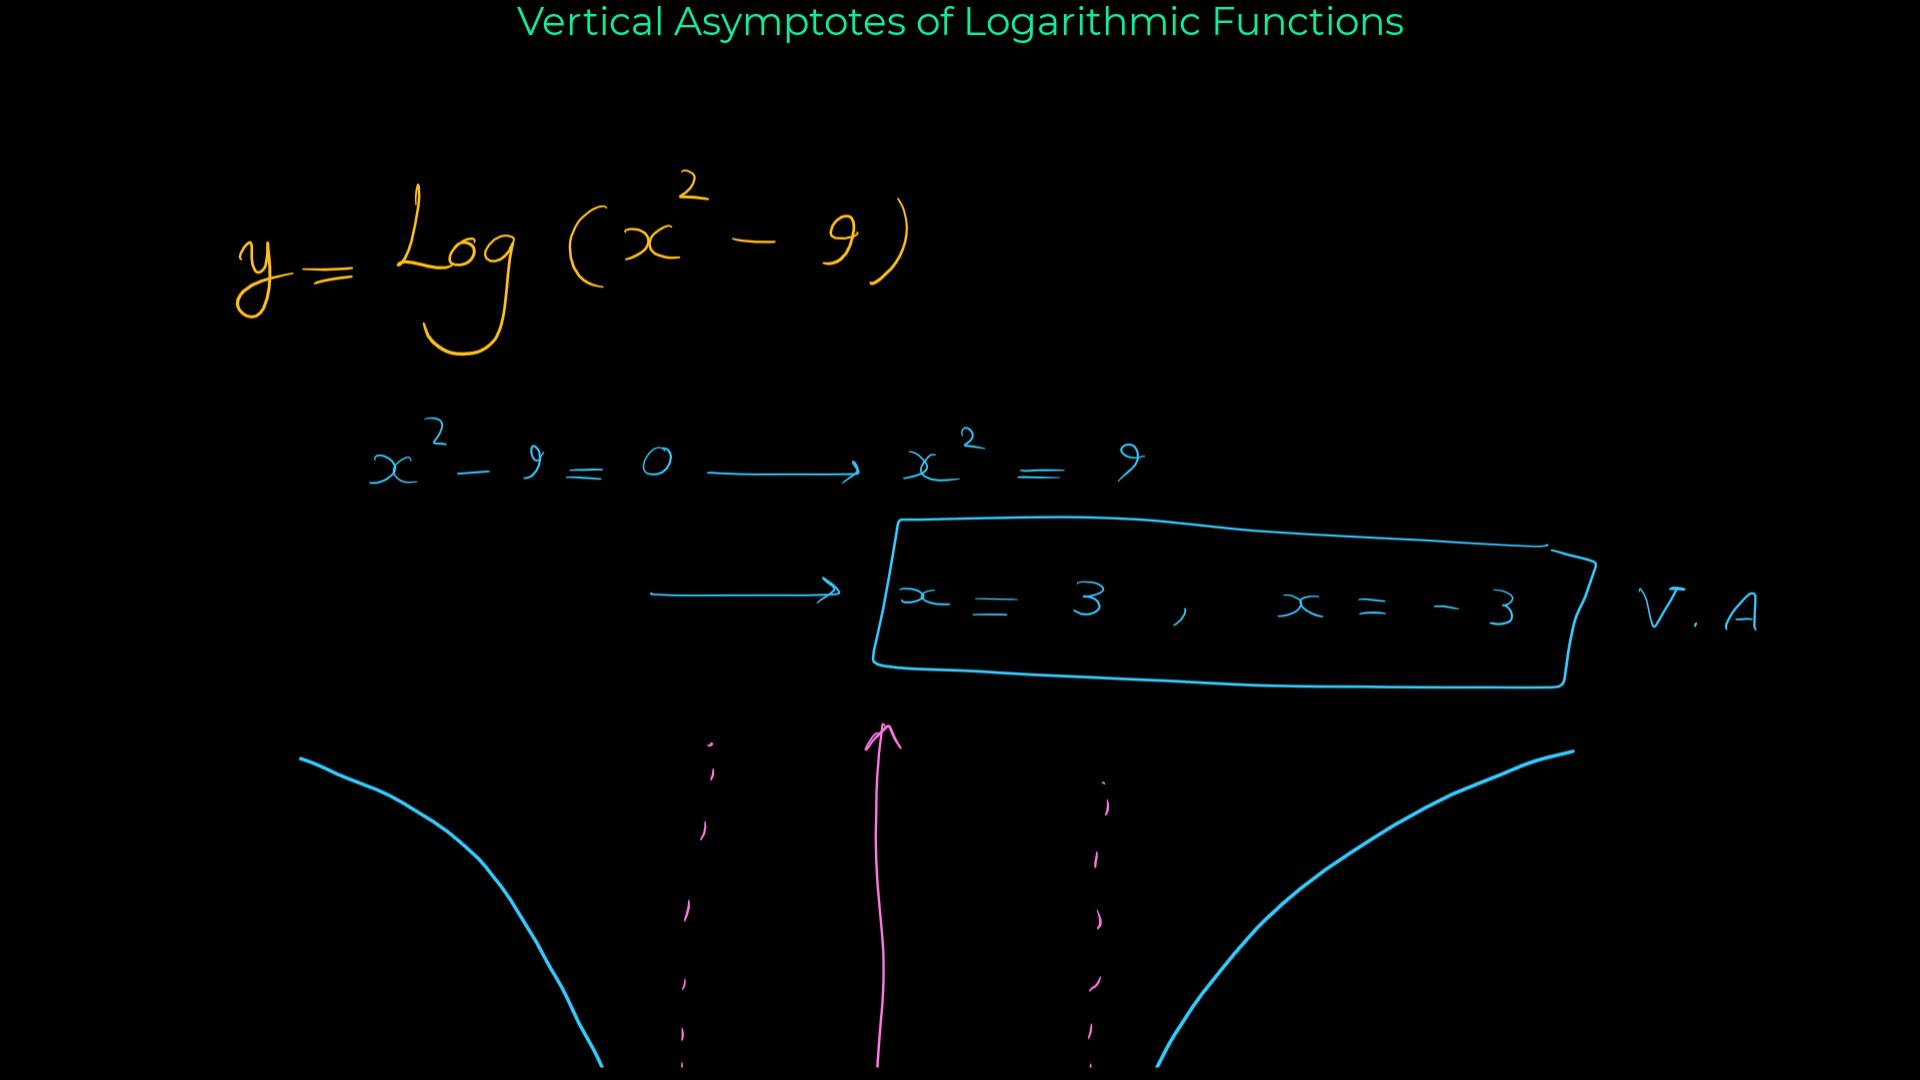 Vertical Asymptotes of Logarithmic Functions
y = Log (x² - 9)
x² - 9 = 0 → x² = 9
→ x = 3 , x = - 3 V. A